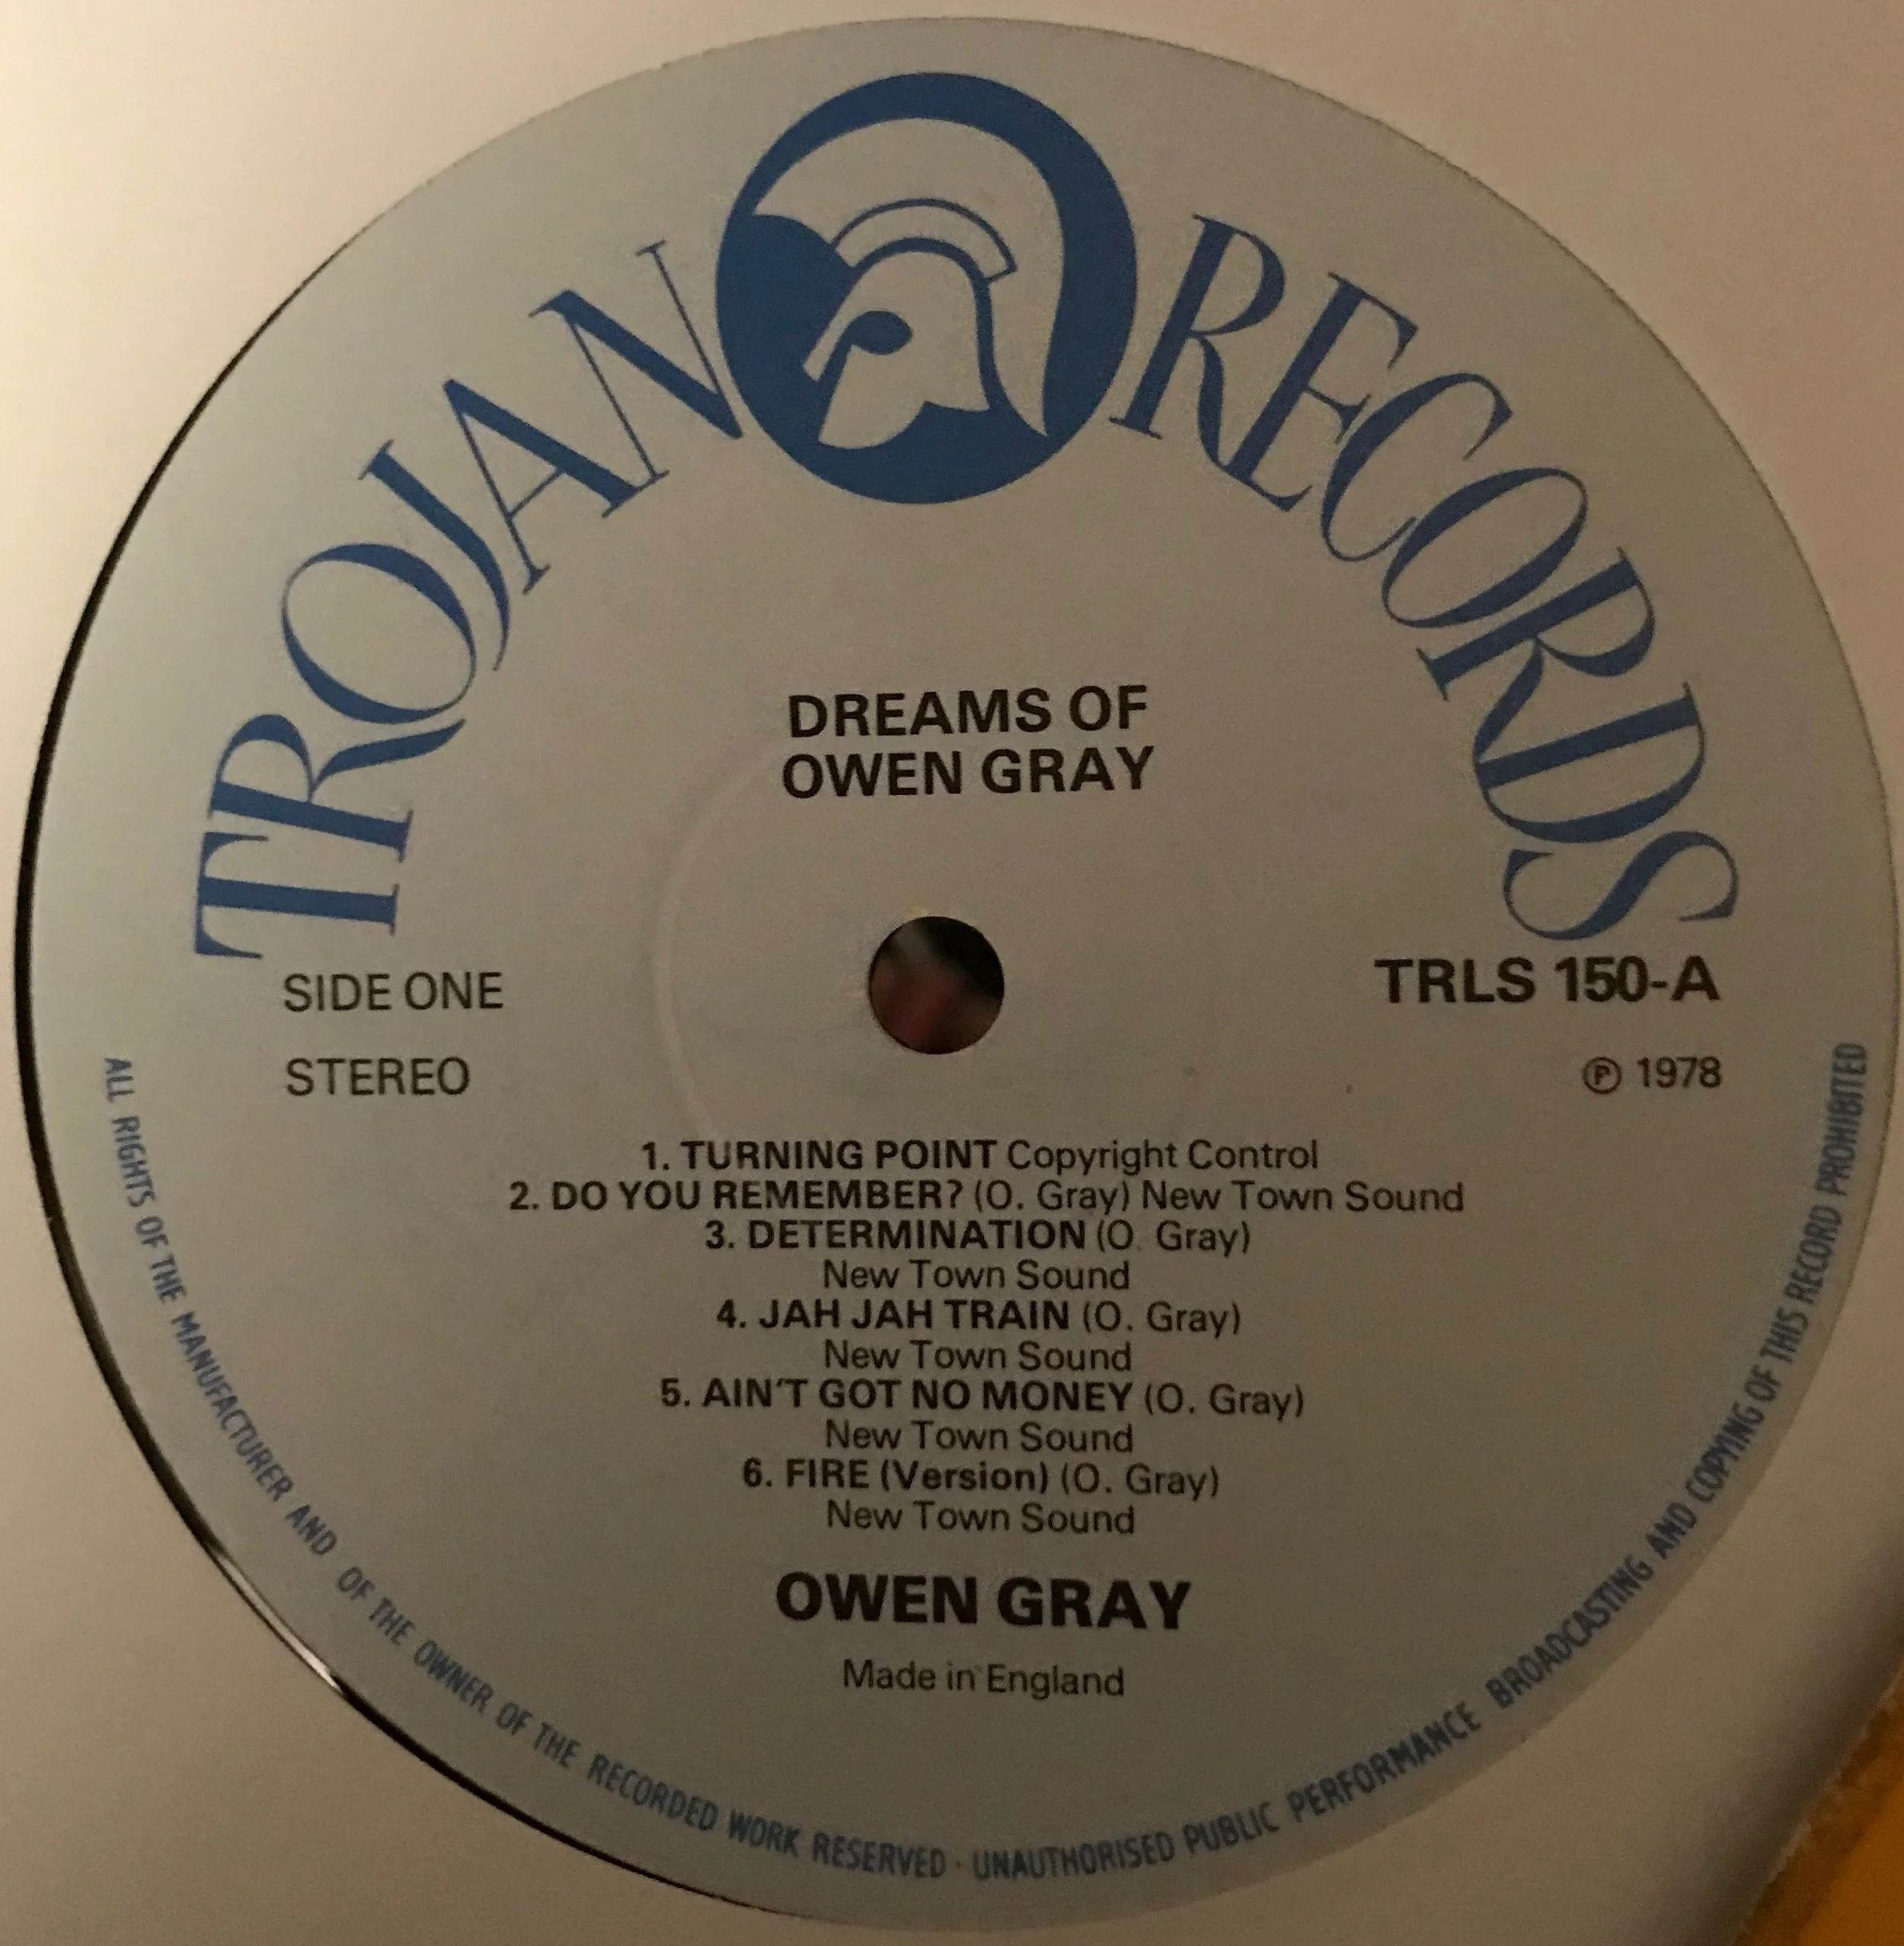 TROJAN RECORDS
DREAMS OF
OWEN GRAY
SIDE ONE
TRLS 150-A
STEREO
℗ 1978
1. TURNING POINT Copyright Control
2. DO YOU REMEMBER? (O. Gray) New Town Sound
3. DETERMINATION (O. Gray)
New Town Sound
4. JAH JAH TRAIN (O. Gray)
New Town Sound
5. AIN'T GOT NO MONEY (O. Gray)
New Town Sound
6. FIRE (Version) (O. Gray)
New Town Sound
OWEN GRAY
Made in England
ALL RIGHTS OF THE MANUFACTURER AND OF THE OWNER OF THE RECORDED WORK RESERVED · UNAUTHORISED PUBLIC PERFORMANCE BROADCASTING AND COPYING OF THIS RECORD PROHIBITED